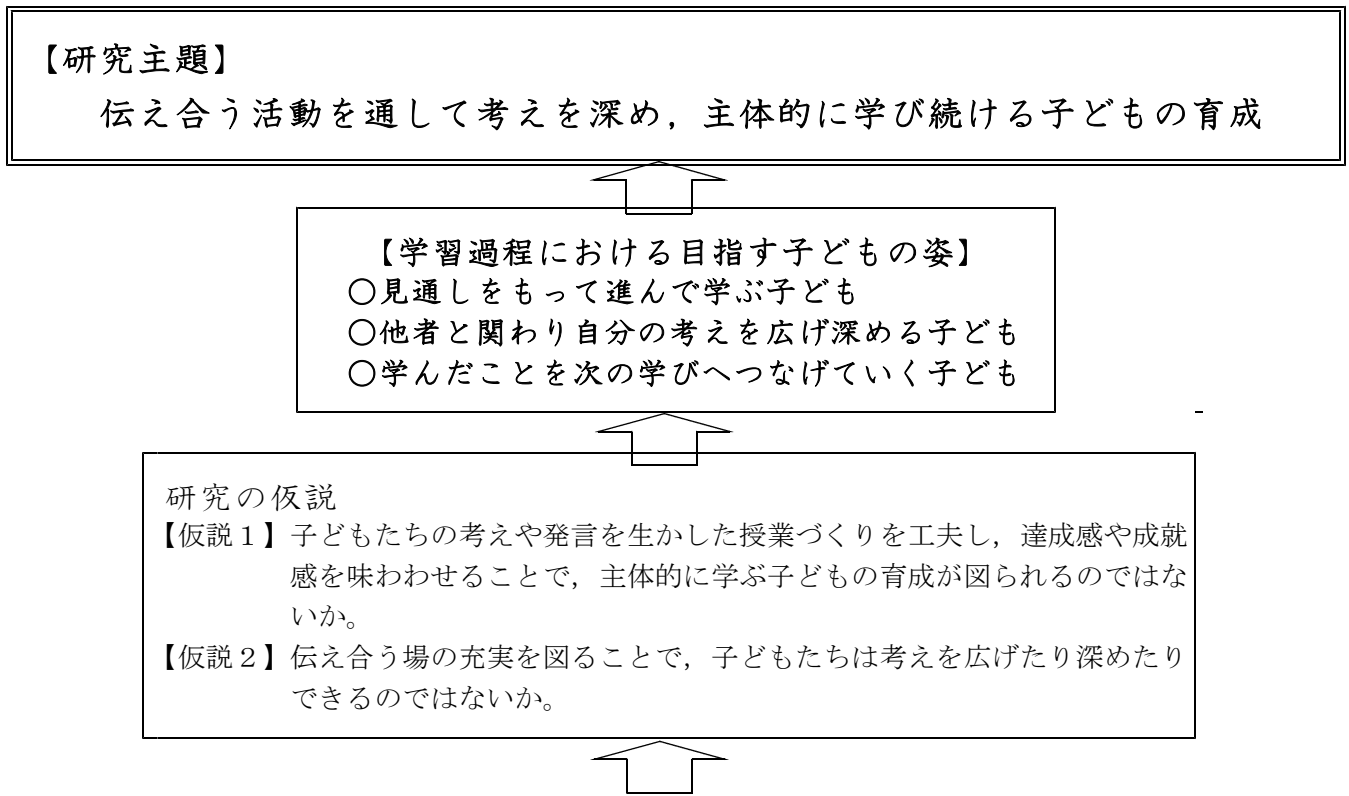 【研究主題】
伝え合う活動を通して考えを深め，主体的に学び続ける子どもの育成
【学習過程における目指す子どもの姿】
○見通しをもって進んで学ぶ子ども
○他者と関わり自分の考えを広げ深める子ども
○学んだことを次の学びへつなげていく子ども
研究の仮説
【仮説１】子どもたちの考えや発言を生かした授業づくりを工夫し，達成感や成就
感を味わわせることで，主体的に学ぶ子どもの育成が図られるのではな
いか。
【仮説２】伝え合う場の充実を図ることで，子どもたちは考えを広げたり深めたり
できるのではないか。